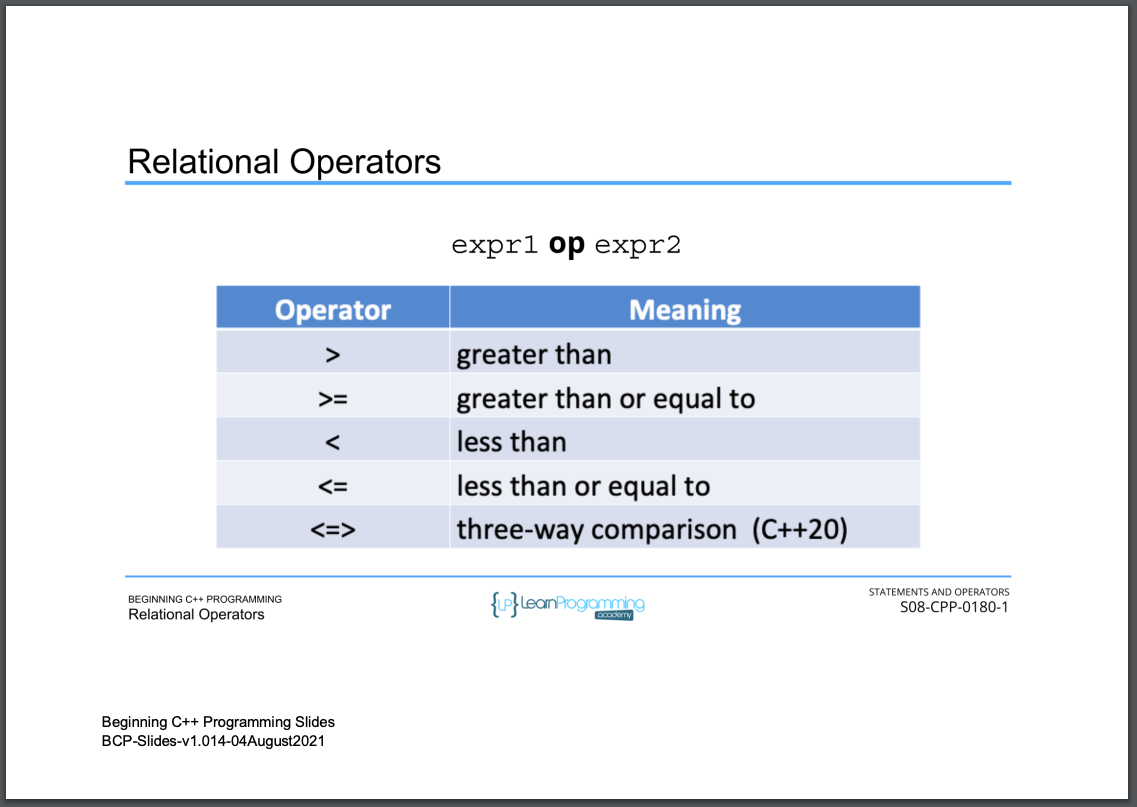 Relational Operators
expr1 op expr2
Operator Meaning
> greater than
>= greater than or equal to
< less than
<= less than or equal to
<=> three-way comparison (C++20)
BEGINNING C++ PROGRAMMING
Relational Operators
{LP} LearnProgramming
academy
STATEMENTS AND OPERATORS
S08-CPP-0180-1
Beginning C++ Programming Slides
BCP-Slides-v1.014-04August2021